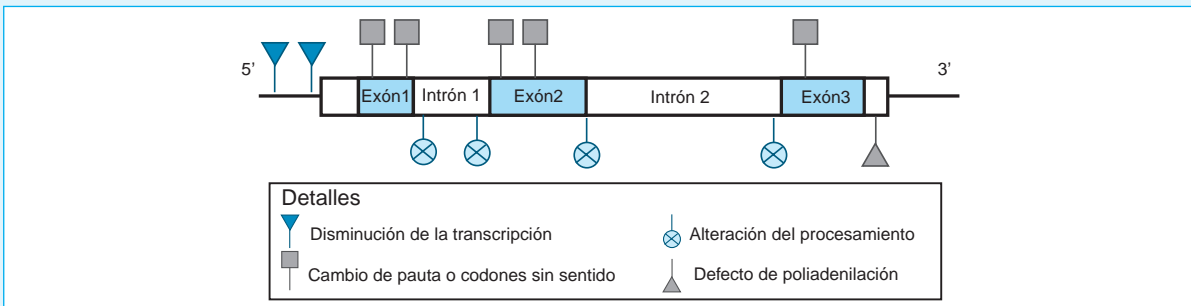 5' 3'
Exón1 Intrón 1 Exón2 Intrón 2 Exón3
Detalles
Disminución de la transcripción
Alteración del procesamiento
Cambio de pauta o codones sin sentido
Defecto de poliadenilación